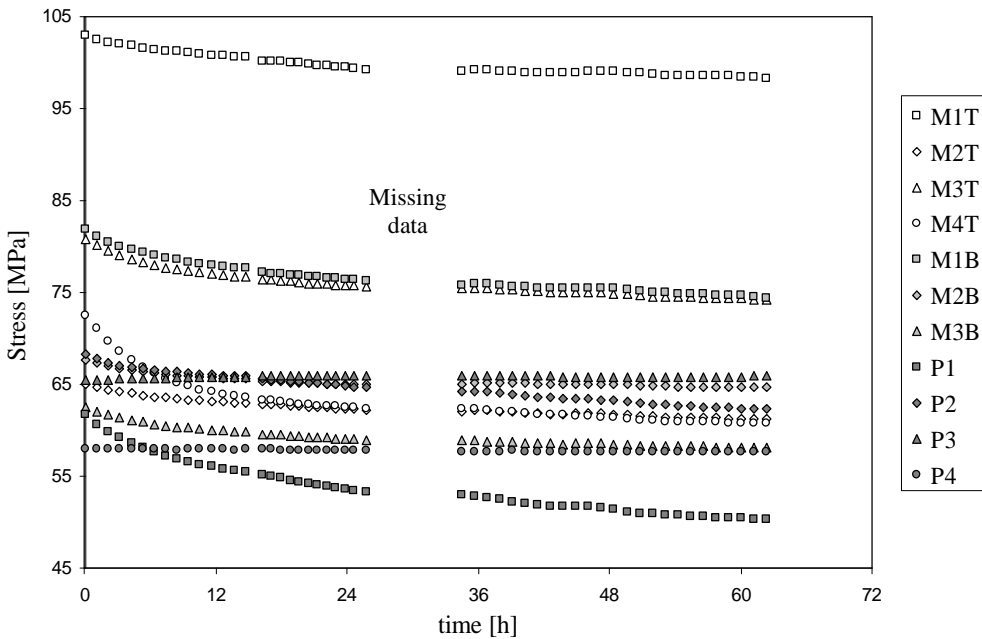 105
95
85
75
65
55
45
Stress [MPa]
Missing
data
0
12
24
36
48
60
72
time [h]
M1T
M2T
M3T
M4T
M1B
M2B
M3B
P1
P2
P3
P4